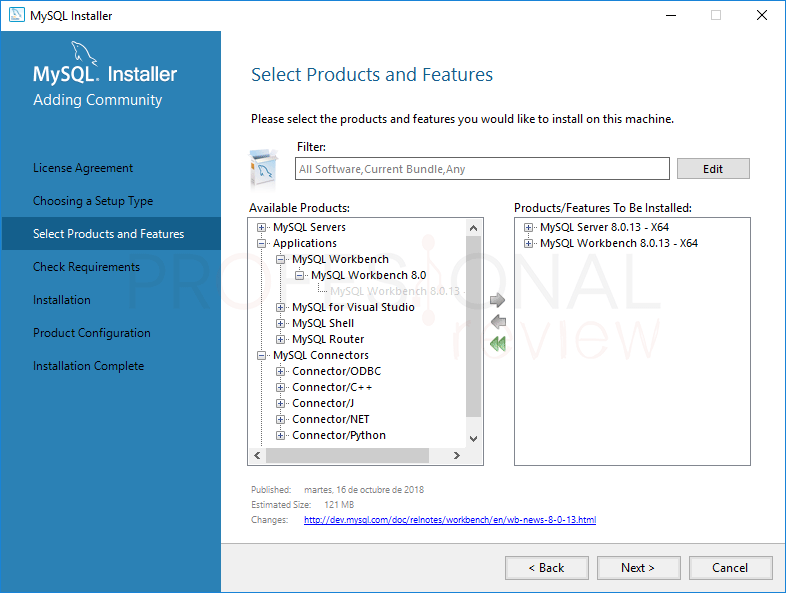 MySQL Installer
MySQL. Installer
Adding Community
License Agreement
Choosing a Setup Type
Select Products and Features
Check Requirements
Installation
Product Configuration
Installation Complete
Select Products and Features
Please select the products and features you would like to install on this machine.
Filter:
All Software,Current Bundle,Any
Edit
Available Products:
MySQL Servers
Applications
MySQL Workbench
MySQL Workbench 8.0
MySQL Workbench 8.0.13
MySQL for Visual Studio
MySQL Shell
MySQL Router
MySQL Connectors
Connector/ODBC
Connector/C++
Connector/J
Connector/NET
Connector/Python
Products/Features To Be Installed:
MySQL Server 8.0.13 - X64
MySQL Workbench 8.0.13 - X64
PROFESIONAL
review
Published: martes, 16 de octubre de 2018
Estimated Size: 121 MB
Changes: http://dev.mysql.com/doc/relnotes/workbench/en/wb-news-8-0-13.html
< Back
Next >
Cancel